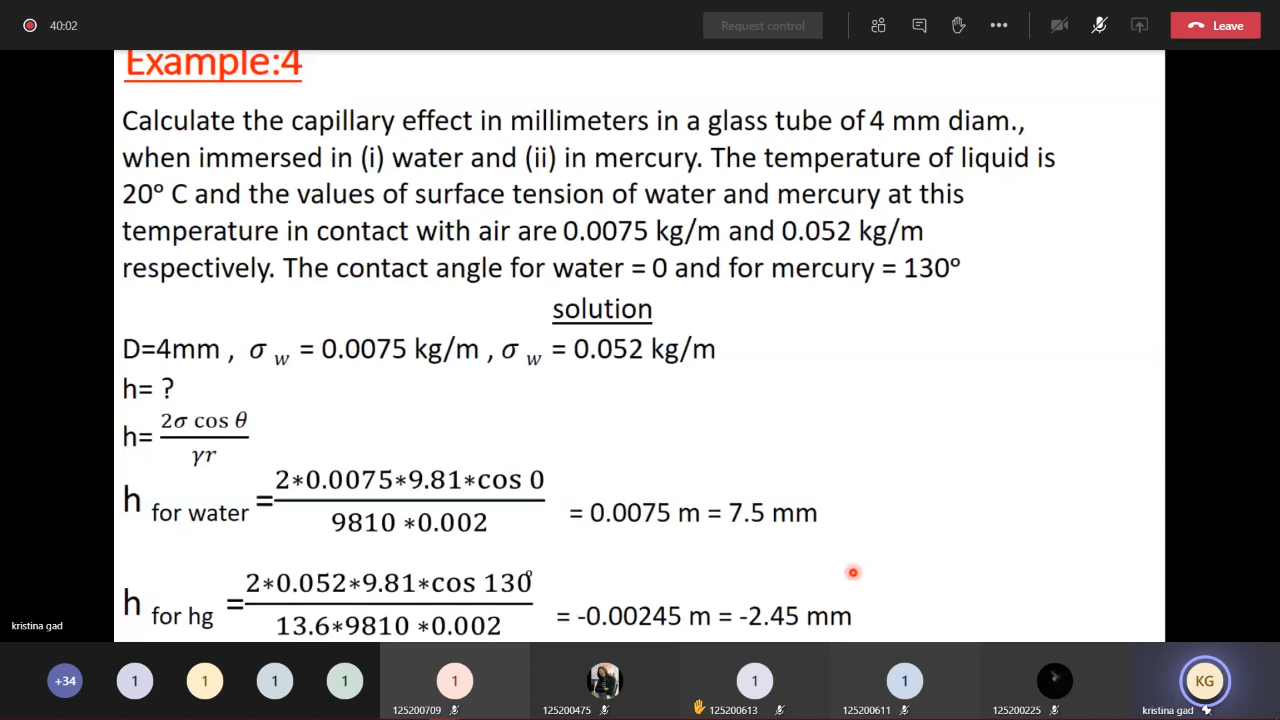 40:02
Request control
Leave
Example:4
Calculate the capillary effect in millimeters in a glass tube of 4 mm diam.,
when immersed in (i) water and (ii) in mercury. The temperature of liquid is
20º C and the values of surface tension of water and mercury at this
temperature in contact with air are 0.0075 kg/m and 0.052 kg/m
respectively. The contact angle for water = 0 and for mercury = 130º
solution
D=4mm , σ w = 0.0075 kg/m , σ w = 0.052 kg/m
h= ?
h= 2σ cos θ / γr
h for water = 2*0.0075*9.81*cos 0 / 9810 *0.002 = 0.0075 m = 7.5 mm
h for hg = 2*0.052*9.81*cos 130º / 13.6*9810 *0.002 = -0.00245 m = -2.45 mm
kristina gad
+34
1
1
1
1
1
1
1
KG
125200709
125200475
125200613
125200611
125200225
kristina gad